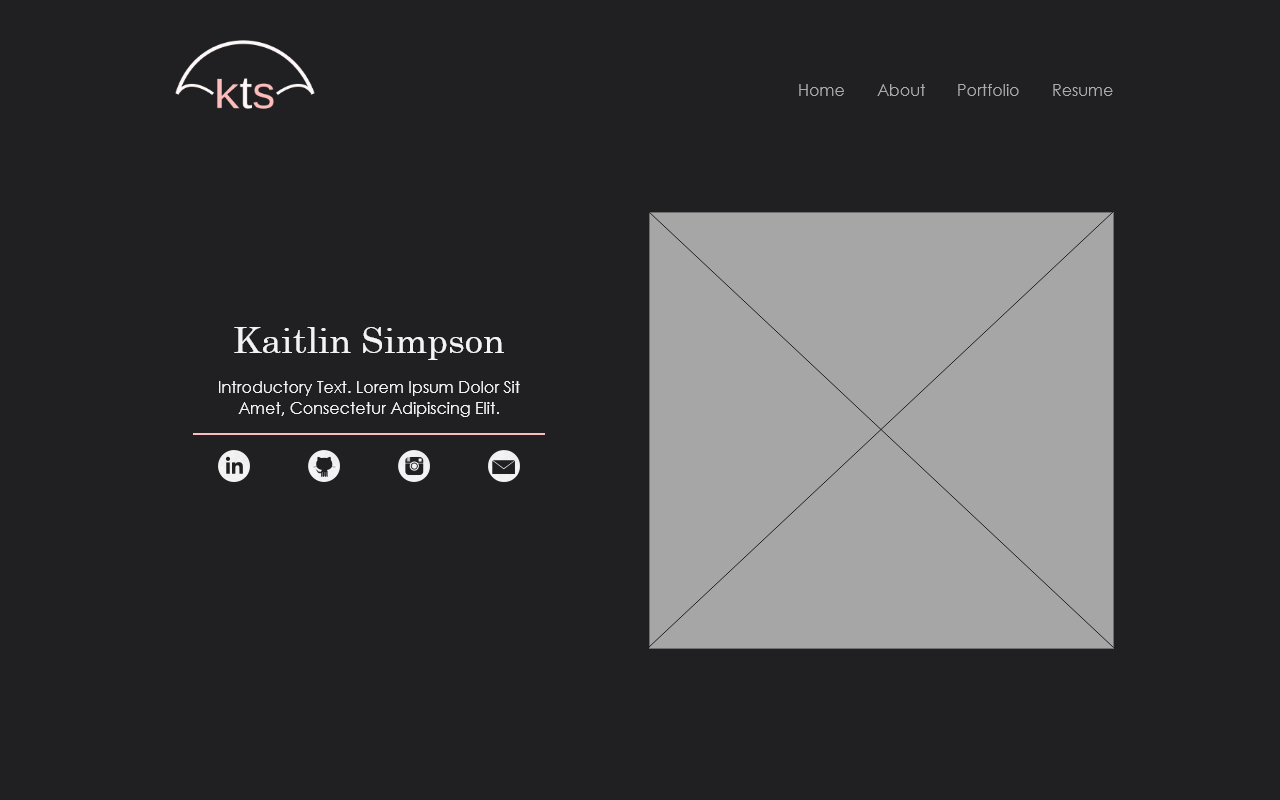 kts
Home About Portfolio Resume
Kaitlin Simpson
Introductory Text. Lorem Ipsum Dolor Sit
Amet, Consectetur Adipiscing Elit.
in